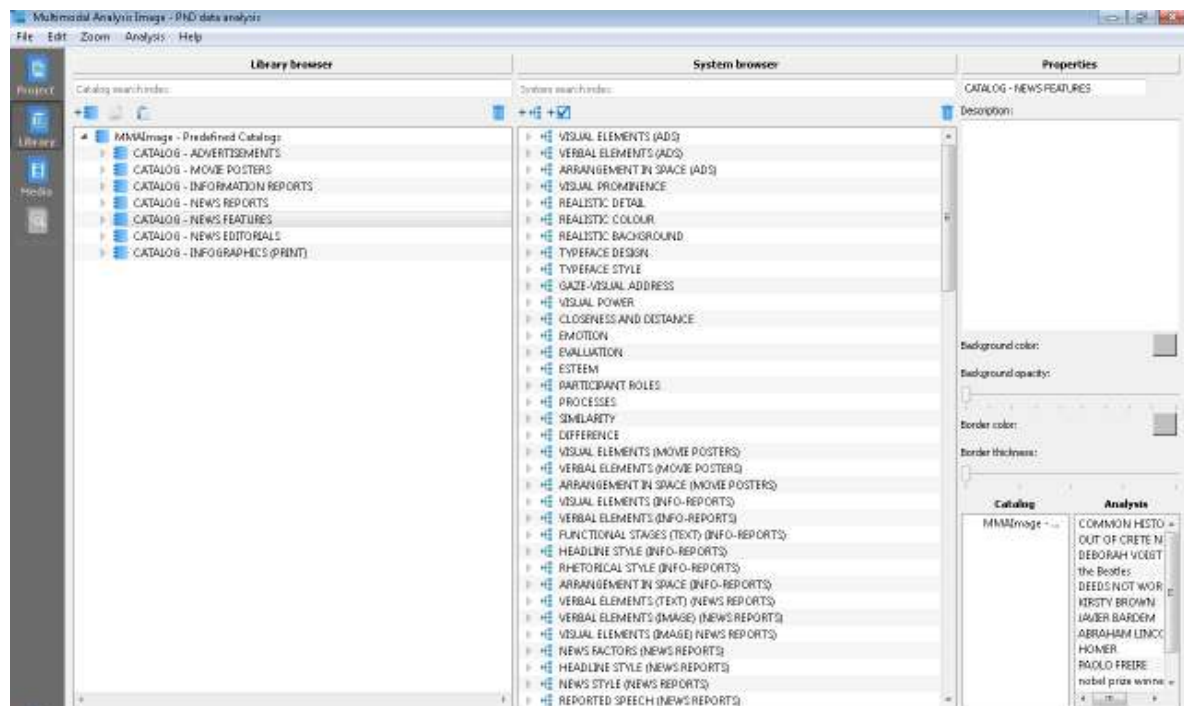 Multimodal Analysis Image - PhD data analysis
File Edit Zoom Analysis Help
Project
Library
Media
Library browser
Catalog search index
MMAImage - Predefined Catalogs
CATALOG - ADVERTISEMENTS
CATALOG - MOVIE POSTERS
CATALOG - INFORMATION REPORTS
CATALOG - NEWS REPORTS
CATALOG - NEWS FEATURES
CATALOG - NEWS EDITORIALS
CATALOG - INFOGRAPHICS (PRINT)
System browser
System search index
VISUAL ELEMENTS (ADS)
VERBAL ELEMENTS (ADS)
ARRANGEMENT IN SPACE (ADS)
VISUAL PROMINENCE
REALISTIC DETAIL
REALISTIC COLOUR
REALISTIC BACKGROUND
TYPEFACE DESIGN
TYPEFACE STYLE
GAZE-VISUAL ADDRESS
VISUAL POWER
CLOSENESS AND DISTANCE
EMOTION
EVALUATION
ESTEEM
PARTICIPANT ROLES
PROCESSES
SIMILARITY
DIFFERENCE
VISUAL ELEMENTS (MOVIE POSTERS)
VERBAL ELEMENTS (MOVIE POSTERS)
ARRANGEMENT IN SPACE (MOVIE POSTERS)
VISUAL ELEMENTS (INFO-REPORTS)
VERBAL ELEMENTS (INFO-REPORTS)
FUNCTIONAL STAGES (TEXT) (INFO-REPORTS)
HEADLINE STYLE (INFO-REPORTS)
RHETORICAL STYLE (INFO-REPORTS)
ARRANGEMENT IN SPACE (INFO-REPORTS)
VERBAL ELEMENTS (TEXT) (NEWS REPORTS)
VERBAL ELEMENTS (IMAGE) (NEWS REPORTS)
VISUAL ELEMENTS (IMAGE) NEWS REPORTS)
NEWS FACTORS (NEWS REPORTS)
HEADLINE STYLE (NEWS REPORTS)
NEWS STYLE (NEWS REPORTS)
REPORTED SPEECH (NEWS REPORTS)
Properties
CATALOG - NEWS FEATURES
Description:
Background color:
Background opacity:
Border color:
Border thickness:
Catalog
MMAImage - ...
Analysis
COMMON HISTO
OUT OF CRETE N
DEBORAH VOIGT
the Beatles
DEEDS NOT WOR
KIRSTY BROWN
JAVIER BARDEM
ABRAHAM LINCO
HOMER
PAOLO FREIRE
nobel prize winne